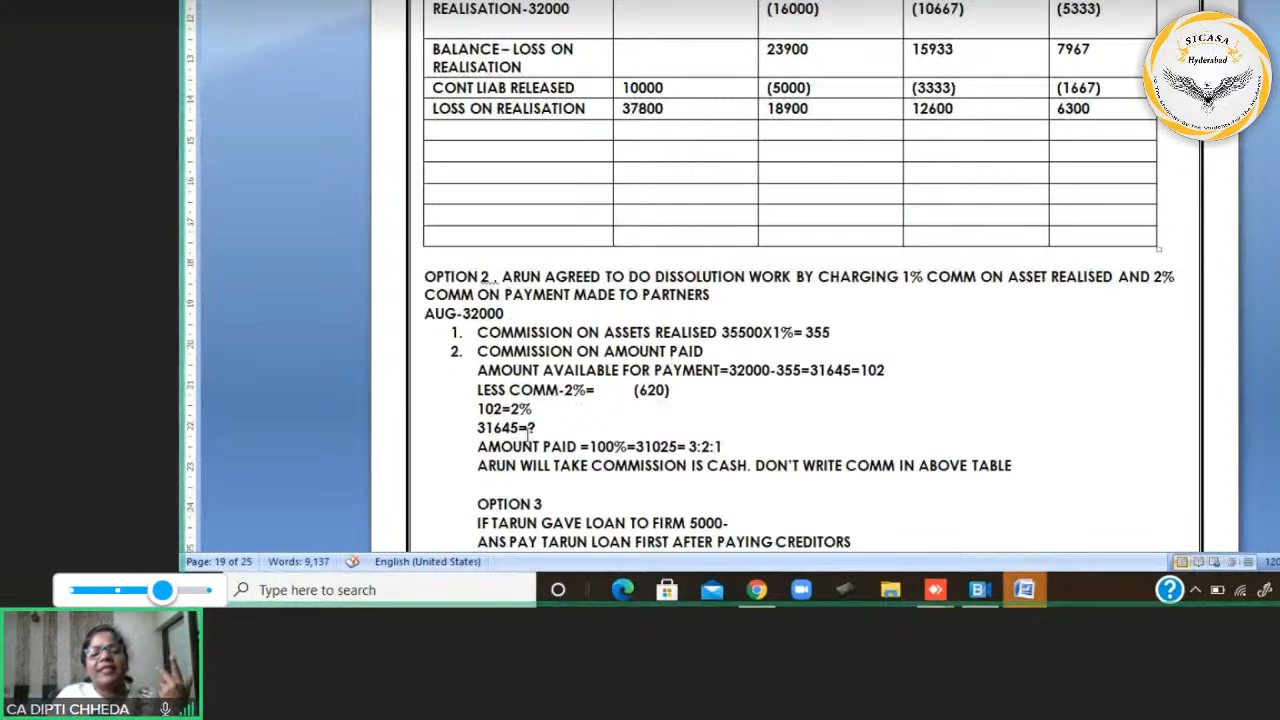 REALISATION-32000 (16000) (10667) (5333)
BALANCE – LOSS ON REALISATION 23900 15933 7967
CONT LIAB RELEASED 10000 (5000) (3333) (1667)
LOSS ON REALISATION 37800 18900 12600 6300
OPTION 2 . ARUN AGREED TO DO DISSOLUTION WORK BY CHARGING 1% COMM ON ASSET REALISED AND 2%
COMM ON PAYMENT MADE TO PARTNERS
AUG-32000
1. COMMISSION ON ASSETS REALISED 35500X1%= 355
2. COMMISSION ON AMOUNT PAID
AMOUNT AVAILABLE FOR PAYMENT=32000-355=31645=102
LESS COMM-2%= (620)
102=2%
31645=?
AMOUNT PAID =100%=31025= 3:2:1
ARUN WILL TAKE COMMISSION IS CASH. DON'T WRITE COMM IN ABOVE TABLE
OPTION 3
IF TARUN GAVE LOAN TO FIRM 5000-
ANS PAY TARUN LOAN FIRST AFTER PAYING CREDITORS
Page: 19 of 25 Words: 9,137 English (United States) 120
Type here to search
CA DIPTI CHHEDA
SICASA
Hyderabad